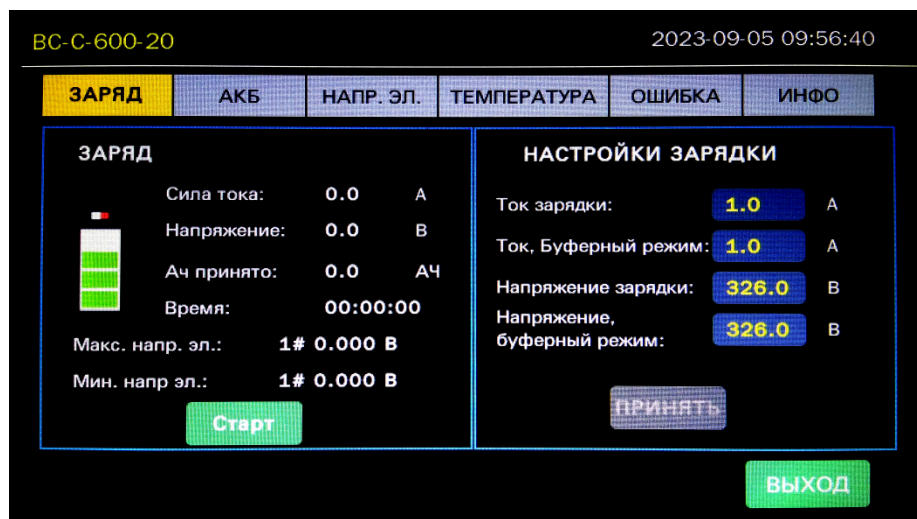 BC-C-600-20 2023-09-05 09:56:40
ЗАРЯД АКБ НАПР. ЭЛ. ТЕМПЕРАТУРА ОШИБКА ИНФО
ЗАРЯД
Сила тока: 0.0 А
Напряжение: 0.0 В
Ач принято: 0.0 АЧ
Время: 00:00:00
Макс. напр. эл.: 1# 0.000 В
Мин. напр эл.: 1# 0.000 В
Старт
НАСТРОЙКИ ЗАРЯДКИ
Ток зарядки: 1.0 А
Ток, Буферный режим: 1.0 А
Напряжение зарядки: 326.0 В
Напряжение,
буферный режим: 326.0 В
ПРИНЯТЬ
ВЫХОД